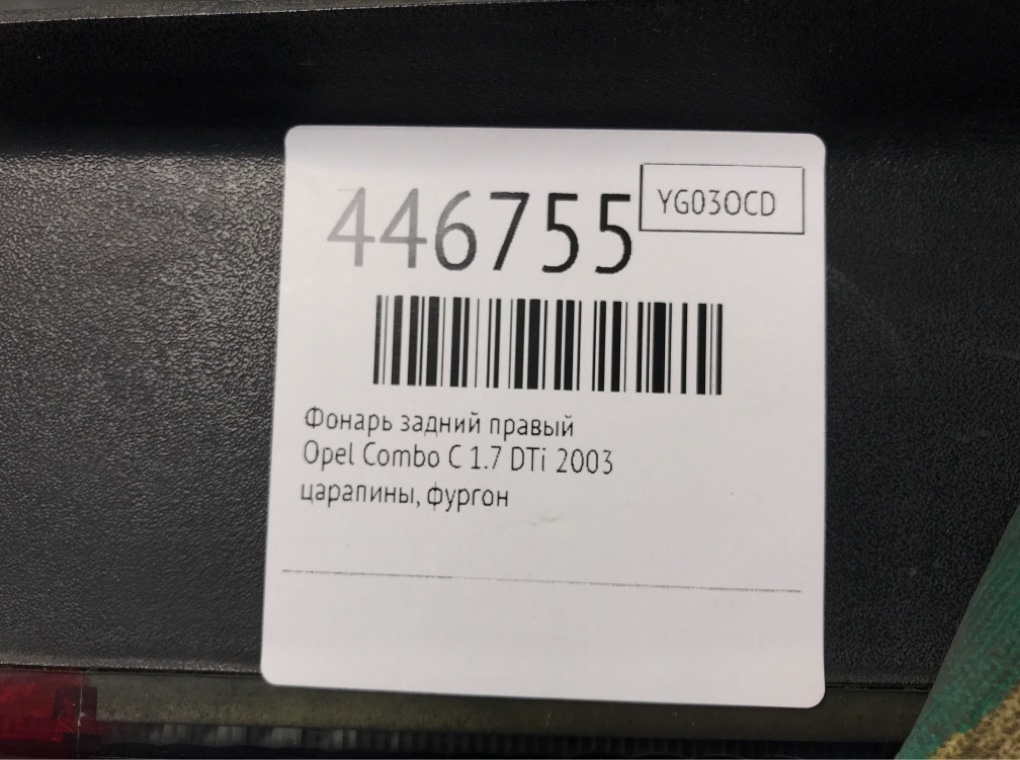 446755
YG03OCD
Фонарь задний правый
Opel Combo C 1.7 DTi 2003
царапины, фургон